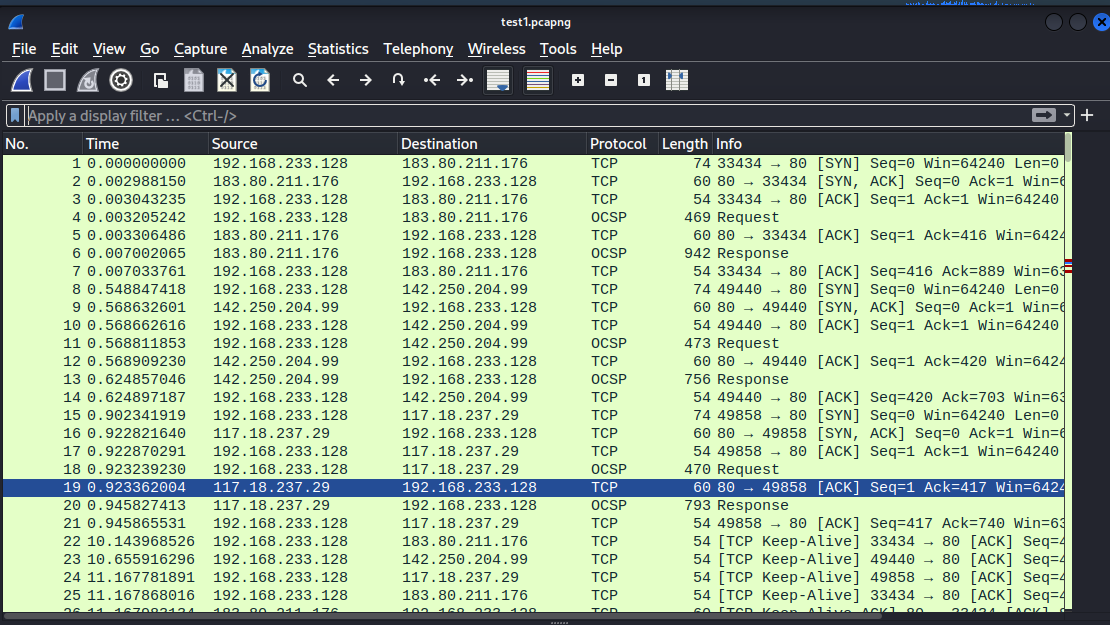 test1.pcapng
File Edit View Go Capture Analyze Statistics Telephony Wireless Tools Help
Apply a display filter ... <Ctrl-/>
No. Time Source Destination Protocol Length Info
1 0.000000000 192.168.233.128 183.80.211.176 TCP 74 33434 → 80 [SYN] Seq=0 Win=64240 Len=0
2 0.002988150 183.80.211.176 192.168.233.128 TCP 60 80 → 33434 [SYN, ACK] Seq=0 Ack=1 Win=6
3 0.003043235 192.168.233.128 183.80.211.176 TCP 54 33434 → 80 [ACK] Seq=1 Ack=1 Win=64240
4 0.003205242 192.168.233.128 183.80.211.176 OCSP 469 Request
5 0.003306486 183.80.211.176 192.168.233.128 TCP 60 80 → 33434 [ACK] Seq=1 Ack=416 Win=6424
6 0.007002065 183.80.211.176 192.168.233.128 OCSP 942 Response
7 0.007033761 192.168.233.128 183.80.211.176 TCP 54 33434 → 80 [ACK] Seq=416 Ack=889 Win=63
8 0.548847418 192.168.233.128 142.250.204.99 TCP 74 49440 → 80 [SYN] Seq=0 Win=64240 Len=0
9 0.568632601 142.250.204.99 192.168.233.128 TCP 60 80 → 49440 [SYN, ACK] Seq=0 Ack=1 Win=6
10 0.568662616 192.168.233.128 142.250.204.99 TCP 54 49440 → 80 [ACK] Seq=1 Ack=1 Win=64240
11 0.568811853 192.168.233.128 142.250.204.99 OCSP 473 Request
12 0.568909230 142.250.204.99 192.168.233.128 TCP 60 80 → 49440 [ACK] Seq=1 Ack=420 Win=6424
13 0.624857046 142.250.204.99 192.168.233.128 OCSP 756 Response
14 0.624897187 192.168.233.128 142.250.204.99 TCP 54 49440 → 80 [ACK] Seq=420 Ack=703 Win=63
15 0.902341919 192.168.233.128 117.18.237.29 TCP 74 49858 → 80 [SYN] Seq=0 Win=64240 Len=0
16 0.922821640 117.18.237.29 192.168.233.128 TCP 60 80 → 49858 [SYN, ACK] Seq=0 Ack=1 Win=6
17 0.922870291 192.168.233.128 117.18.237.29 TCP 54 49858 → 80 [ACK] Seq=1 Ack=1 Win=64240
18 0.923239230 192.168.233.128 117.18.237.29 OCSP 470 Request
19 0.923362004 117.18.237.29 192.168.233.128 TCP 60 80 → 49858 [ACK] Seq=1 Ack=417 Win=6424
20 0.945827413 117.18.237.29 192.168.233.128 OCSP 793 Response
21 0.945865531 192.168.233.128 117.18.237.29 TCP 54 49858 → 80 [ACK] Seq=417 Ack=740 Win=63
22 10.143968526 192.168.233.128 183.80.211.176 TCP 54 [TCP Keep-Alive] 33434 → 80 [ACK] Seq=4
23 10.655916296 192.168.233.128 142.250.204.99 TCP 54 [TCP Keep-Alive] 49440 → 80 [ACK] Seq=4
24 11.167781891 192.168.233.128 117.18.237.29 TCP 54 [TCP Keep-Alive] 49858 → 80 [ACK] Seq=4
25 11.167868016 192.168.233.128 183.80.211.176 TCP 54 [TCP Keep-Alive] 33434 → 80 [ACK] Seq=4